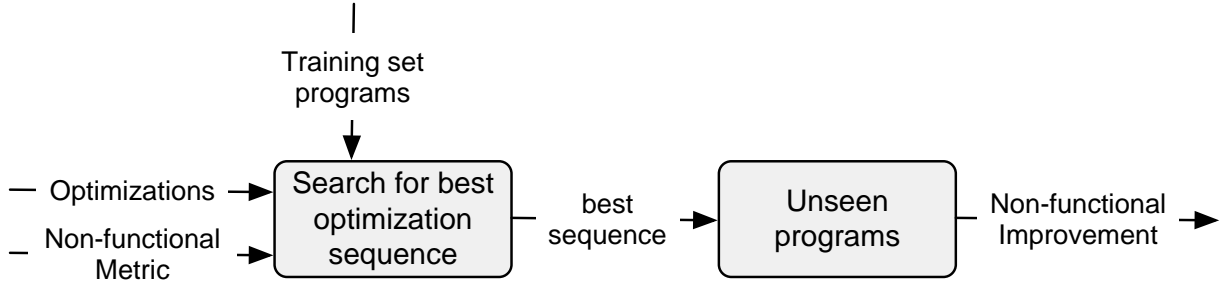 Training set
programs
Optimizations
Non-functional
Metric
Search for best
optimization
sequence
best
sequence
Unseen
programs
Non-functional
Improvement